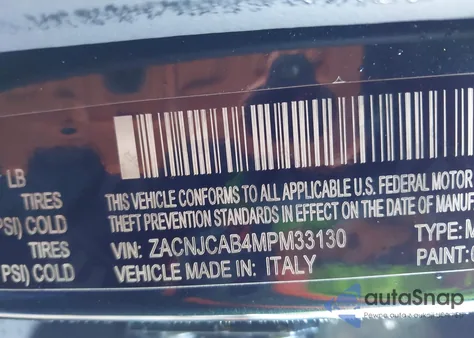 LB
TIRES
PSI) COLD
TIRES
PSI) COLD
THIS VEHICLE CONFORMS TO ALL APPLICABLE U.S. FEDERAL MOTOR
THEFT PREVENTION STANDARDS IN EFFECT ON THE DATE OF MANUF
VIN: ZACNJCAB4MPM33130 TYPE: M
VEHICLE MADE IN: ITALY PAINT:
autoSnap